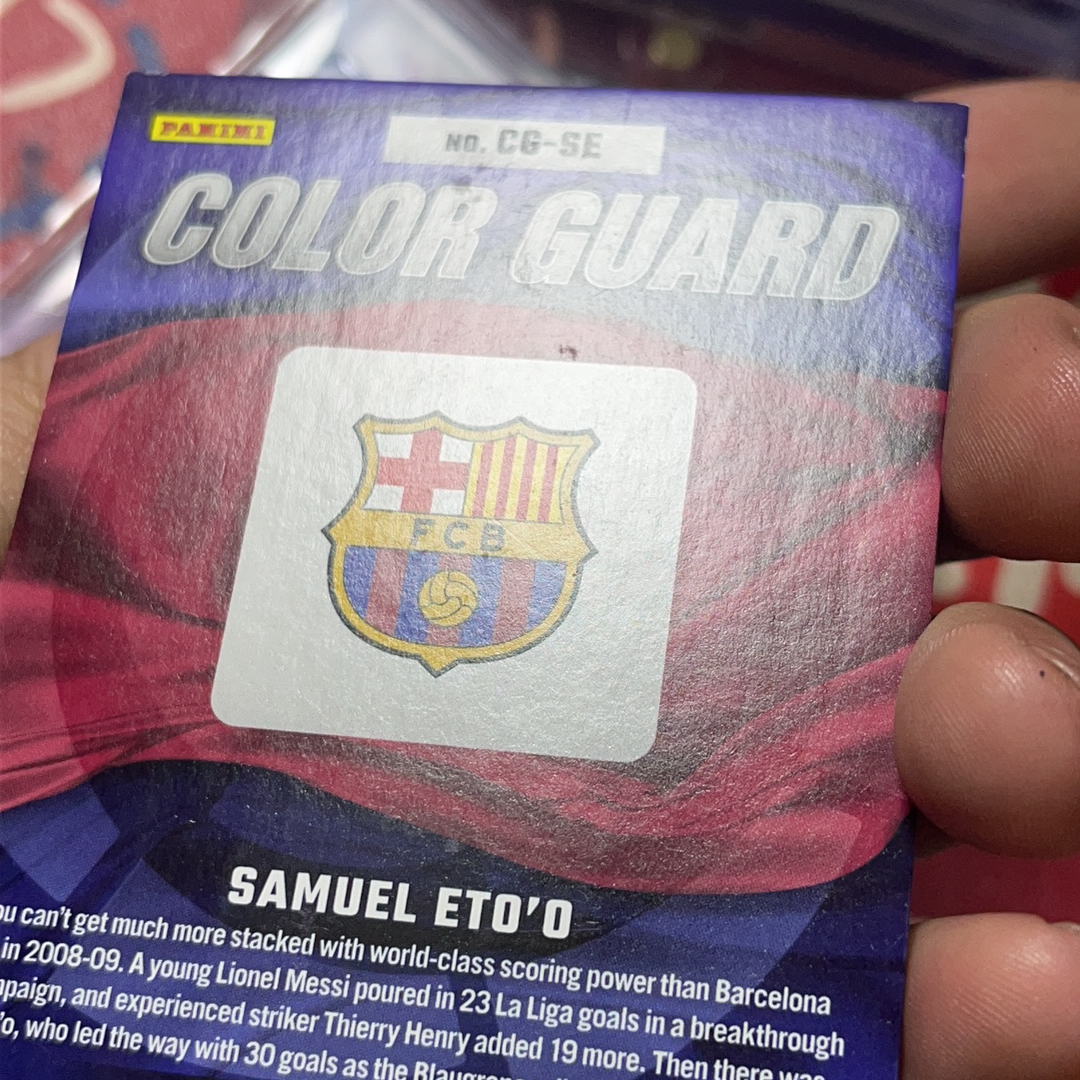 PANINI
NO. CG-SE
COLOR GUARD
FCB
SAMUEL ETO'O
can't get much more stacked with world-class scoring power than Barcelona
in 2008-09. A young Lionel Messi poured in 23 La Liga goals in a breakthrough
and experienced striker Thierry Henry added 19 more. Then there was
who led the way with 30 goals as the